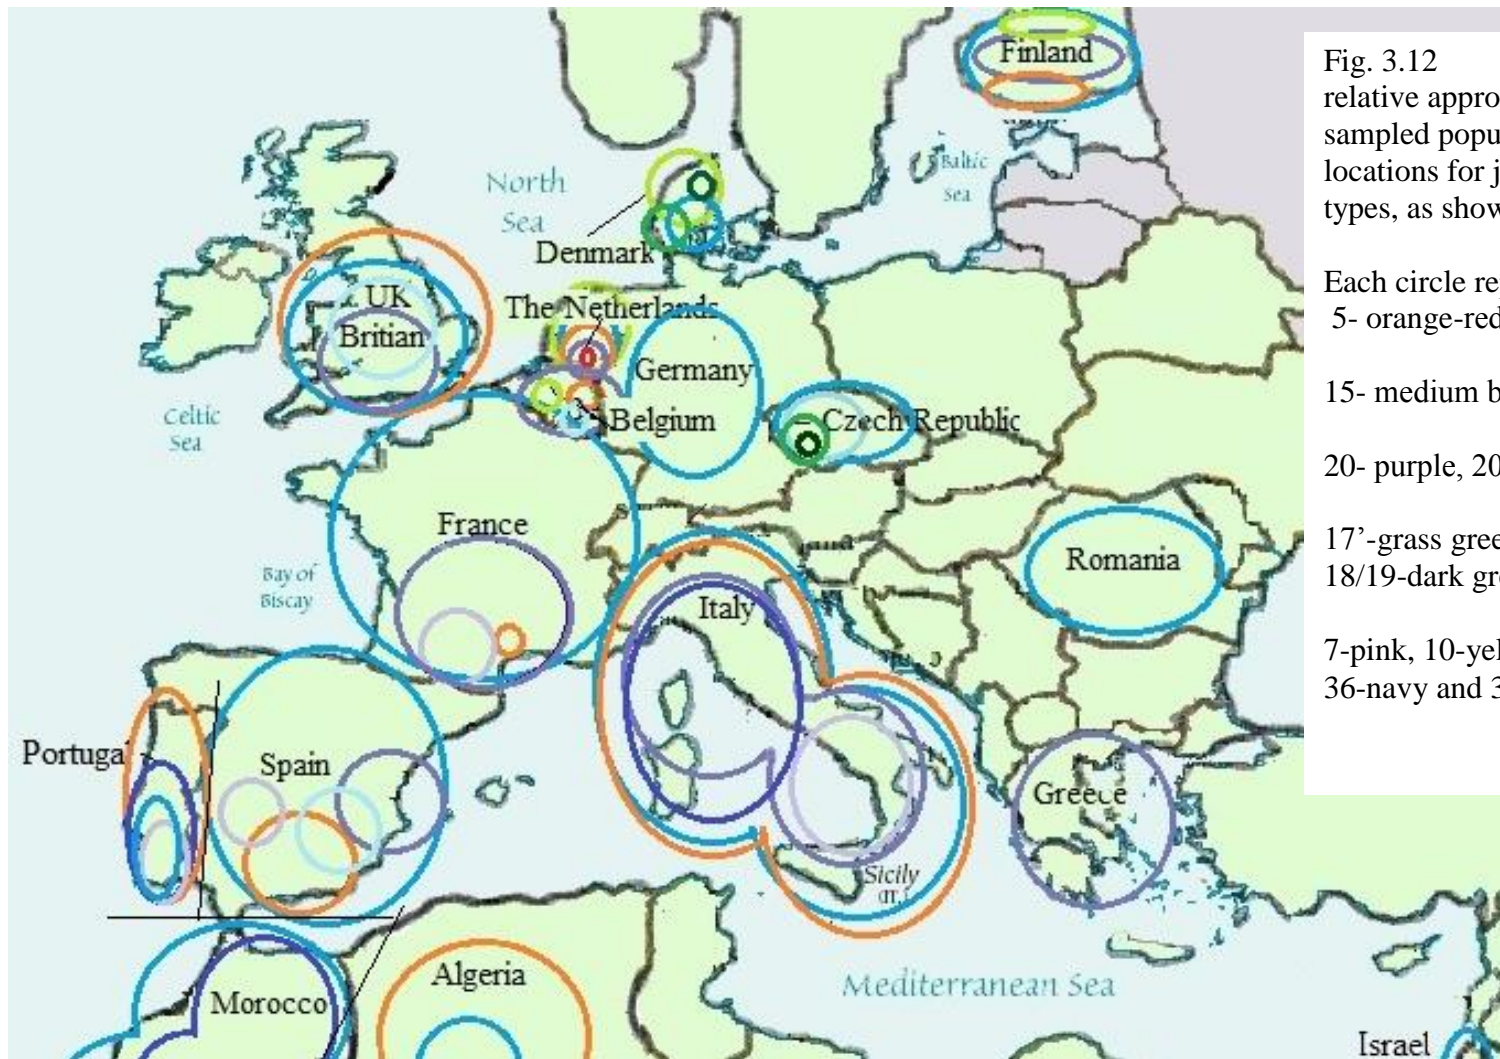 Finland
Fig. 3.12
relative appro
sampled popu
locations for j
types, as show
Baltic
Sea
North
Sea
Denmark
Each circle re
5- orange-red
The Netherlands
UK
Britian
Germany
15- medium b
Celtic
Sea
Belgium
Czech Republic
20- purple, 20
France
17’-grass gree
18/19-dark gre
Romania
Bay of
Biscay
Italy
7-pink, 10-yel
36-navy and 3
Portugal
Spain
Greece
Sicily
Algeria
Mediterranean Sea
Morocco
Israel